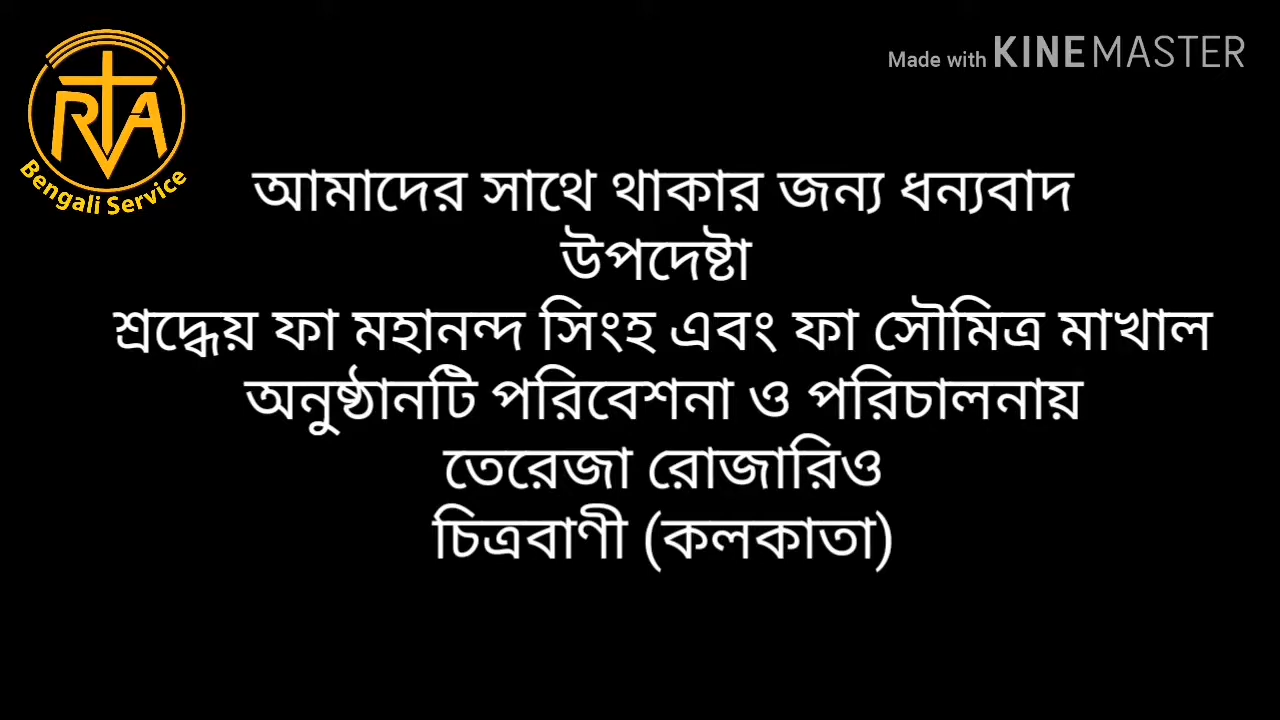 Made with KINEMASTER
RVA
Bengali Service
আমাদের সাথে থাকার জন্য ধন্যবাদ
উপদেষ্টা
শ্রদ্ধেয় ফা মহানন্দ সিংহ এবং ফা সৌমিত্র মাখাল
অনুষ্ঠানটি পরিবেশনা ও পরিচালনায়
তেরেজা রোজারিও
চিত্রবাণী (কলকাতা)